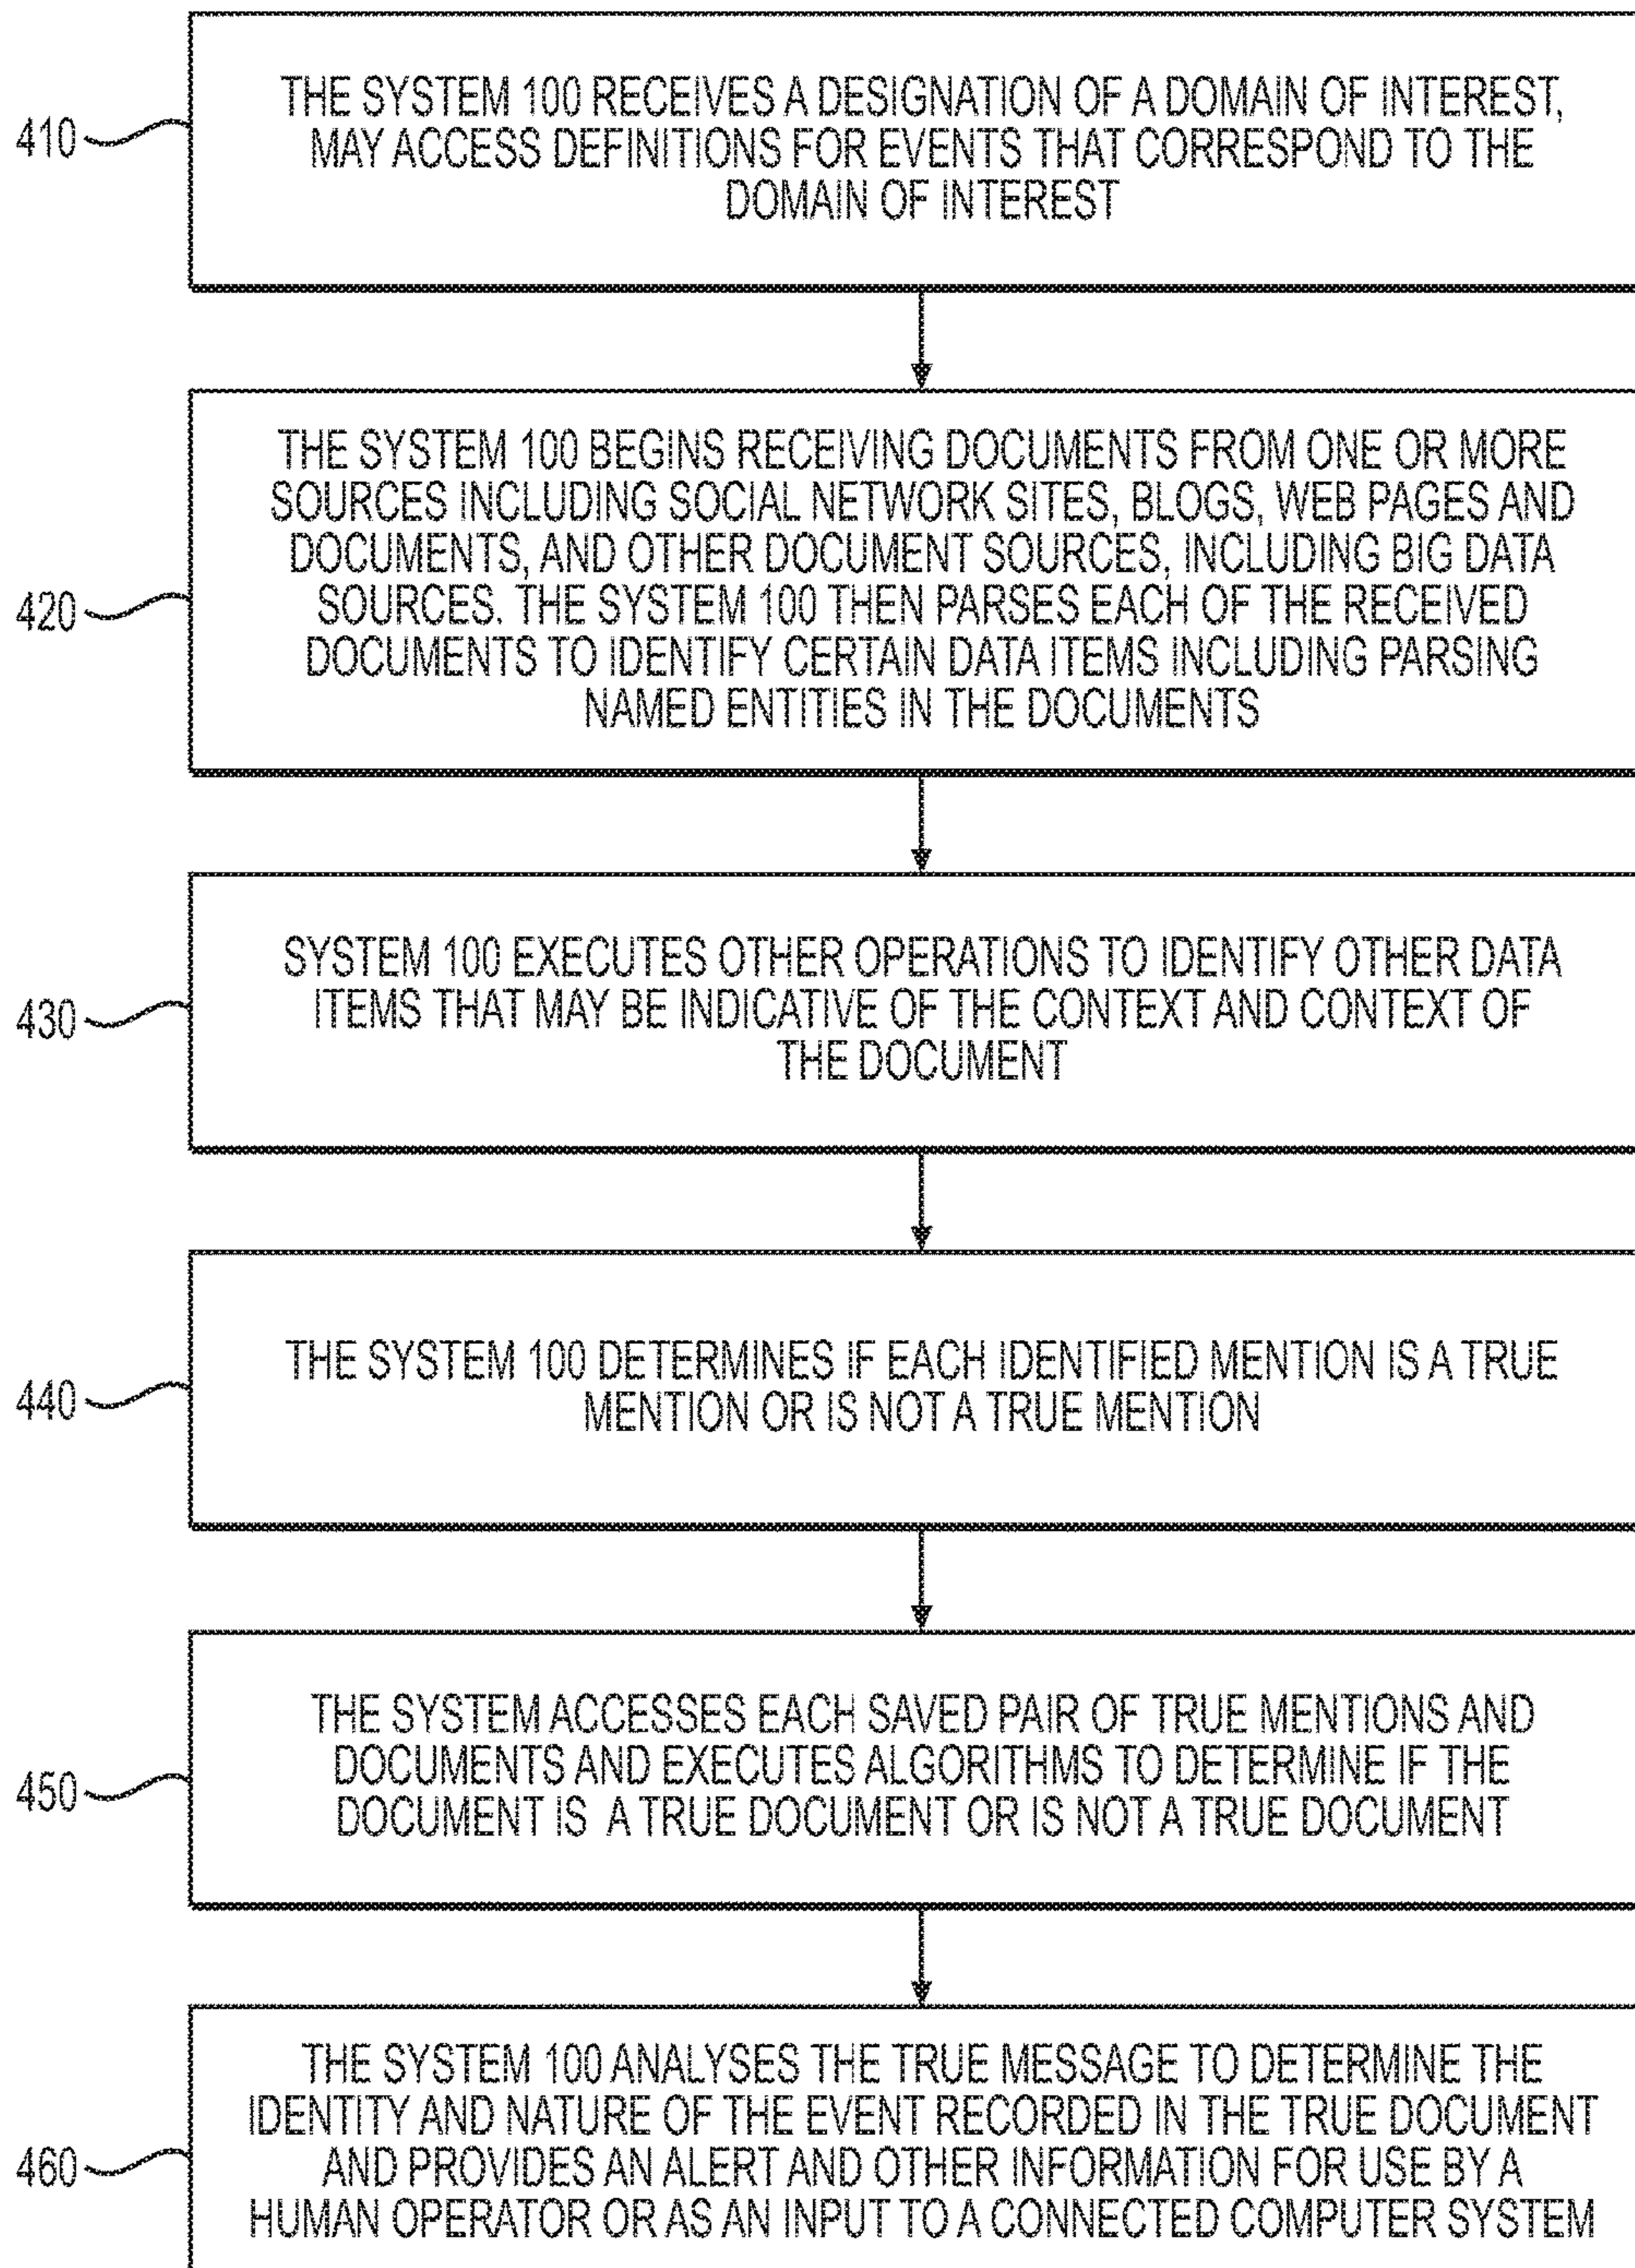 410
THE SYSTEM 100 RECEIVES A DESIGNATION OF A DOMAIN OF INTEREST,
MAY ACCESS DEFINITIONS FOR EVENTS THAT CORRESPOND TO THE
DOMAIN OF INTEREST
420
THE SYSTEM 100 BEGINS RECEIVING DOCUMENTS FROM ONE OR MORE
SOURCES INCLUDING SOCIAL NETWORK SITES, BLOGS, WEB PAGES AND
DOCUMENTS, AND OTHER DOCUMENT SOURCES, INCLUDING BIG DATA
SOURCES. THE SYSTEM 100 THEN PARSES EACH OF THE RECEIVED
DOCUMENTS TO IDENTIFY CERTAIN DATA ITEMS INCLUDING PARSING
NAMED ENTITIES IN THE DOCUMENTS
430
SYSTEM 100 EXECUTES OTHER OPERATIONS TO IDENTIFY OTHER DATA
ITEMS THAT MAY BE INDICATIVE OF THE CONTEXT AND CONTEXT OF
THE DOCUMENT
440
THE SYSTEM 100 DETERMINES IF EACH IDENTIFIED MENTION IS A TRUE
MENTION OR IS NOT A TRUE MENTION
450
THE SYSTEM ACCESSES EACH SAVED PAIR OF TRUE MENTIONS AND
DOCUMENTS AND EXECUTES ALGORITHMS TO DETERMINE IF THE
DOCUMENT IS A TRUE DOCUMENT OR IS NOT A TRUE DOCUMENT
460
THE SYSTEM 100 ANALYSES THE TRUE MESSAGE TO DETERMINE THE
IDENTITY AND NATURE OF THE EVENT RECORDED IN THE TRUE DOCUMENT
AND PROVIDES AN ALERT AND OTHER INFORMATION FOR USE BY A
HUMAN OPERATOR OR AS AN INPUT TO A CONNECTED COMPUTER SYSTEM